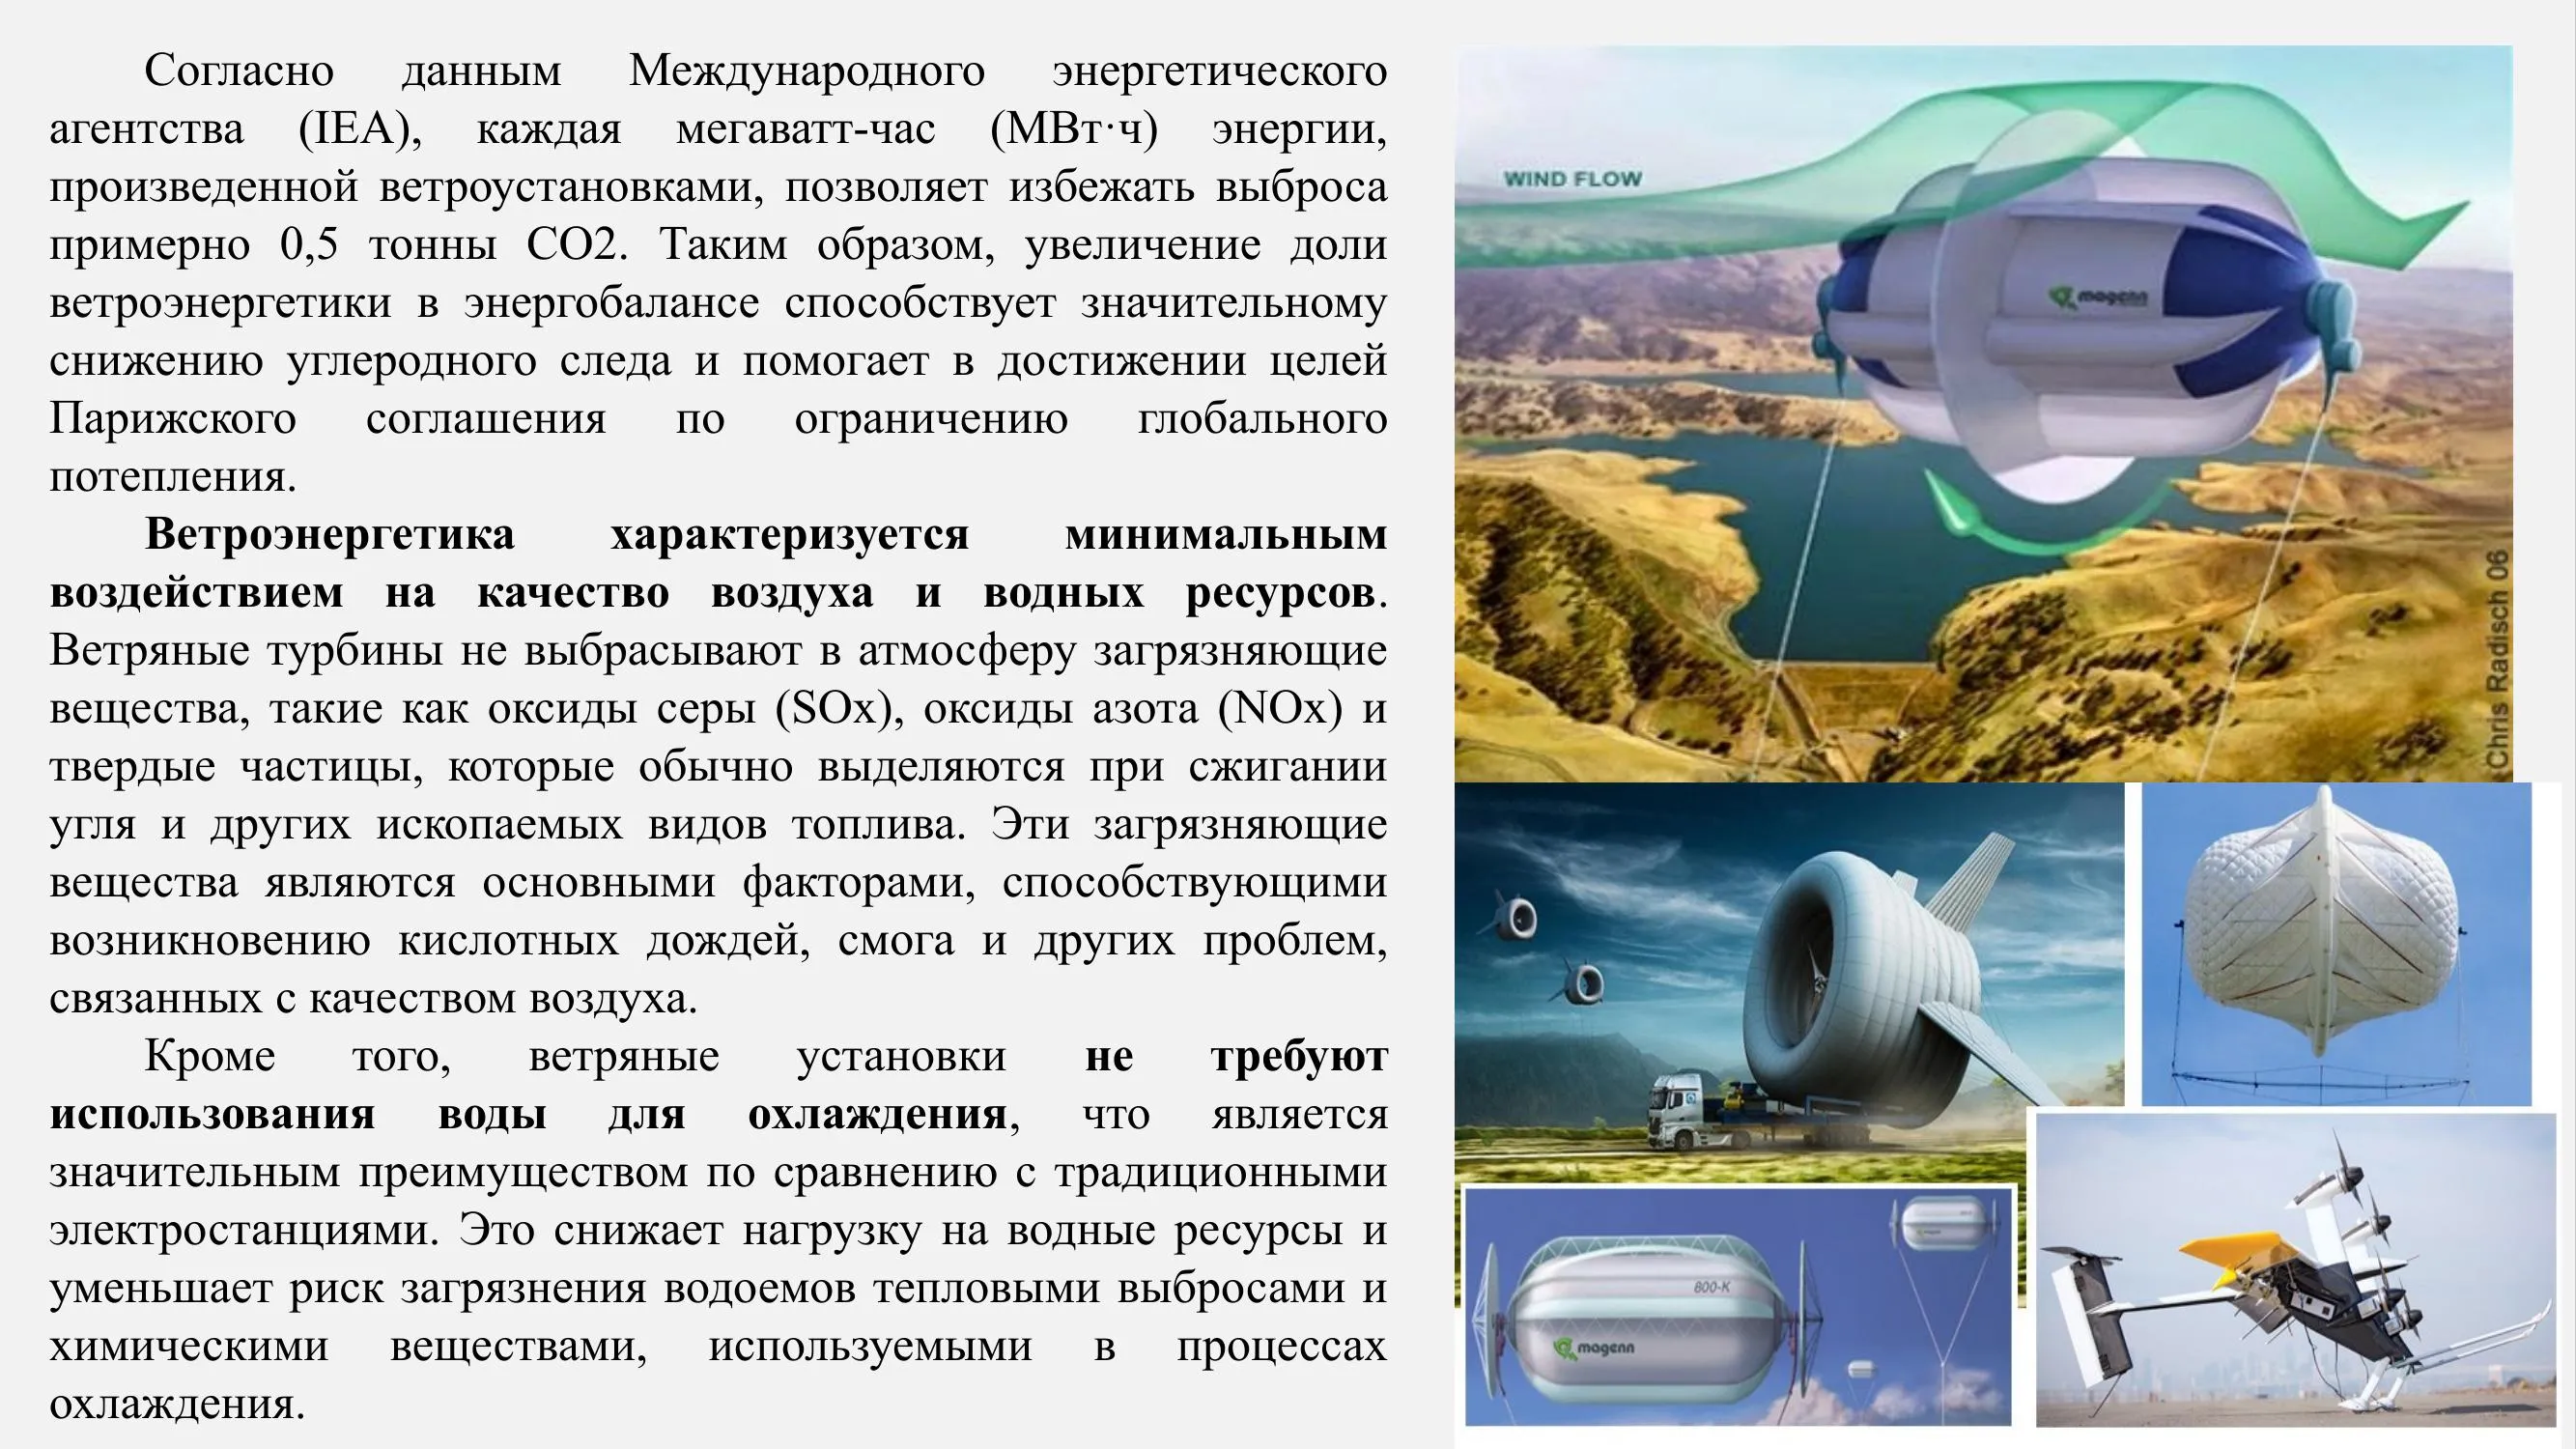 Согласно данным Международного энергетического
агентства (IEA), каждая мегаватт-час (МВт·ч) энергии,
произведенной ветроустановками, позволяет избежать выброса
примерно 0,5 тонны CO2. Таким образом, увеличение доли
ветроэнергетики в энергобалансе способствует значительному
снижению углеродного следа и помогает в достижении целей
Парижского соглашения по ограничению глобального
потепления.
Ветроэнергетика характеризуется минимальным
воздействием на качество воздуха и водных ресурсов.
Ветряные турбины не выбрасывают в атмосферу загрязняющие
вещества, такие как оксиды серы (SOx), оксиды азота (NOx) и
твердые частицы, которые обычно выделяются при сжигании
угля и других ископаемых видов топлива. Эти загрязняющие
вещества являются основными факторами, способствующими
возникновению кислотных дождей, смога и других проблем,
связанных с качеством воздуха.
Кроме того, ветряные установки не требуют
использования воды для охлаждения, что является
значительным преимуществом по сравнению с традиционными
электростанциями. Это снижает нагрузку на водные ресурсы и
уменьшает риск загрязнения водоемов тепловыми выбросами и
химическими веществами, используемыми в процессах
охлаждения.
WIND FLOW
magenn
Chris Radisch 06
800-K
magenn